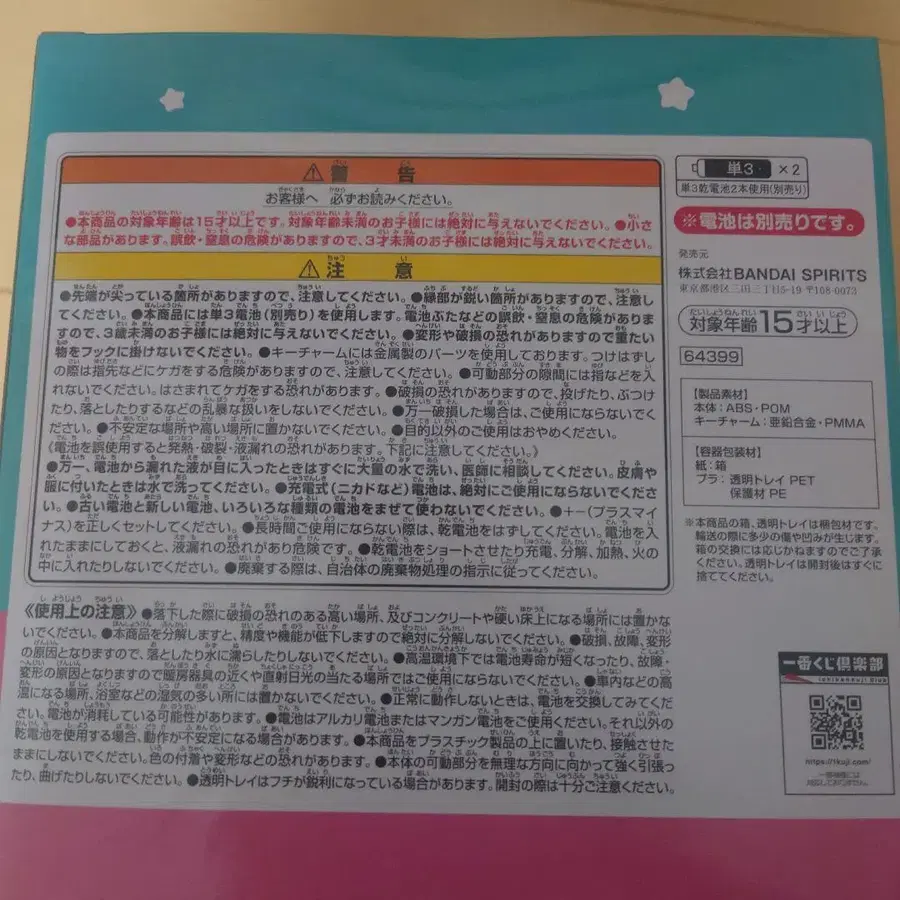 警告
お客様へ 必ずお読みください。
●本商品の対象年齢は15才以上です。対象年齢未満のお子様には絶対に与えないでください。●小さ
な部品があります。誤飲・窒息の危険がありますので、3才未満のお子様には絶対に与えないでください。
注意
●先端が尖っている箇所がありますので、注意してください。●縁部が鋭い箇所がありますので、注意し
てください。●本商品には単3電池(別売り)を使用します。電池ぶたなどの誤飲・窒息の危険がありま
すので、3歳未満のお子様には絶対に与えないでください。●変形や破損の恐れがありますので重たい
物をフックに掛けないでください。●キーチャームには金属製のパーツを使用しております。つけはずし
の際は指先などにケガをする危険がありますので、注意してください。●可動部分の隙間には指などを入
れないでください。はさまれてケガをする恐れがあります。●破損の恐れがありますので、投げたり、ぶつけ
たり、落としたりするなどの乱暴な扱いをしないでください。●万一破損した場合は、ご使用にならないでく
ださい。●不安定な場所や高い場所に置かないでください。●目的以外のご使用はおやめください。
《電池を誤使用すると発熱・破裂・液漏れの恐れがあります。下記に注意してください。》
●万一、電池から漏れた液が目に入ったときはすぐに大量の水で洗い、医師に相談してください。皮膚や
服に付いたときは水で洗ってください。●充電式(ニカドなど)電池は、絶対にご使用にならないでくださ
い。●古い電池と新しい電池、いろいろな種類の電池をまぜて使わないでください。●+−(プラスマイ
ナス)を正しくセットしてください。●長時間ご使用にならない際は、乾電池をはずしてください。電池を入
れたままにしておくと、液漏れの恐れがあり危険です。●乾電池をショートさせたり充電、分解、加熱、火の
中に入れたりしないでください。●廃棄する際は、自治体の廃棄物処理の指示に従ってください。
《使用上の注意》●落下した際に破損の恐れのある高い場所、及びコンクリートや硬い床上になる場所には置かな
いでください。●本商品を分解しますと、精度や機能が低下しますので絶対に分解しないでください。●破損、故障、変形
の原因となりますので、落としたり水に濡らしたりしないでください。●高温環境下では電池寿命が短くなったり、故障・
変形の原因となりますので暖房器具の近くや直射日光の当たる場所ではご使用にならないでください。●車内などの高
温になる場所、浴室などの湿気の多い所には置かないでください。●正常に動作しないときは、電池を交換してみてくだ
さい。電池が消耗している可能性があります。●電池はアルカリ電池またはマンガン電池をご使用ください。それ以外の
乾電池を使用する場合、動作が不安定になる場合があります。●本商品をプラスチック製品の上に置いたり、接触させた
ままにしないでください。色の付着や変形などの恐れがあります。●本体の可動部分を無理な方向に向かって強く引張っ
たり、曲げたりしないでください。●透明トレイはフチが鋭利になっている場合があります。開封の際は十分ご注意ください。
単3 ×2
単3乾電池2本使用(別売り)
※電池は別売りです。
発売元
株式会社BANDAI SPIRITS
東京都港区三田三丁目5-19 〒108-0073
対象年齢15才以上
64399
【製品素材】
本体:ABS・POM
キーチャーム:亜鉛合金・PMMA
【容器包装材】
紙:箱
プラ:透明トレイ PET
保護材 PE
※本商品の箱、透明トレイは梱包材です。
輸送の際に多少の傷や凹みが生じます。
箱の交換には応じかねますのでご了承
ください。透明トレイは開封後はすぐに
捨ててください。
一番くじ倶楽部
ichibankuji club
https://1kuji.com/